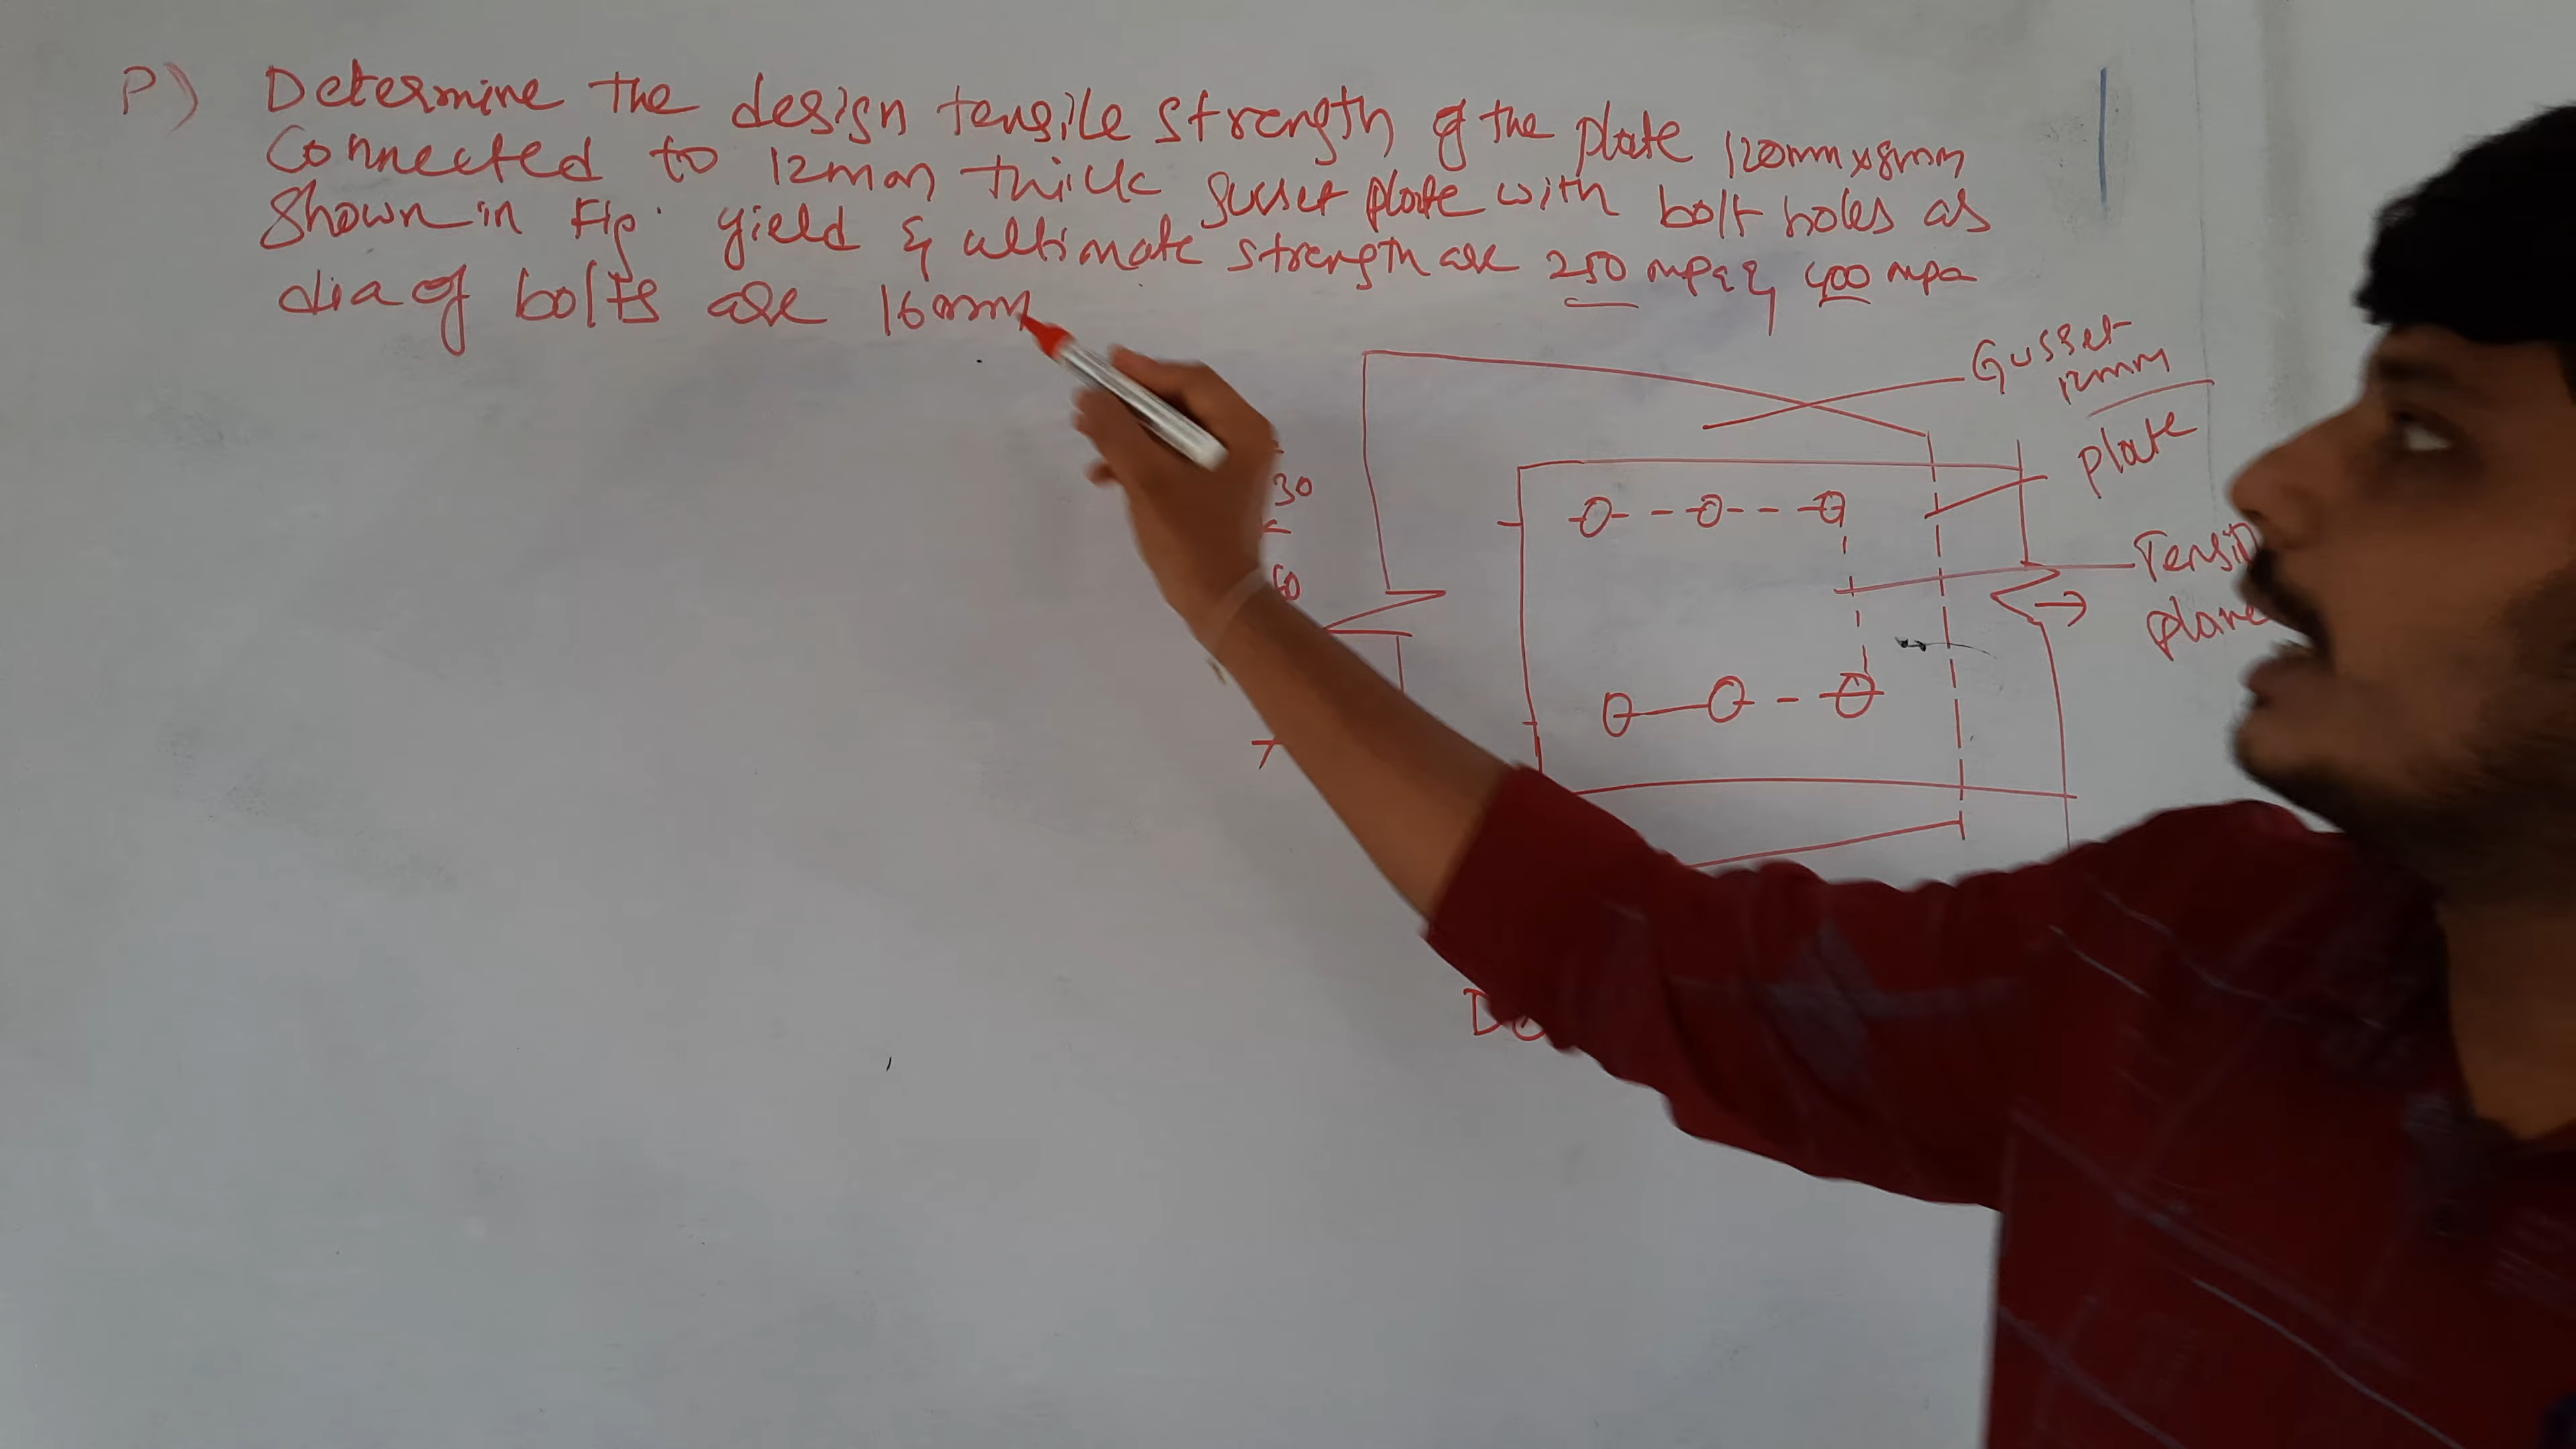 P) Determine the design tensile strength of the plate 120mm x 8mm
Connected to 12mm thick gusset plate with bolt holes as
Shown in Fig. yield & ultimate strength are 250 mpa & 400 mpa
dia of bolts are 16mm
Gusset
12mm
plate
30
60
plane